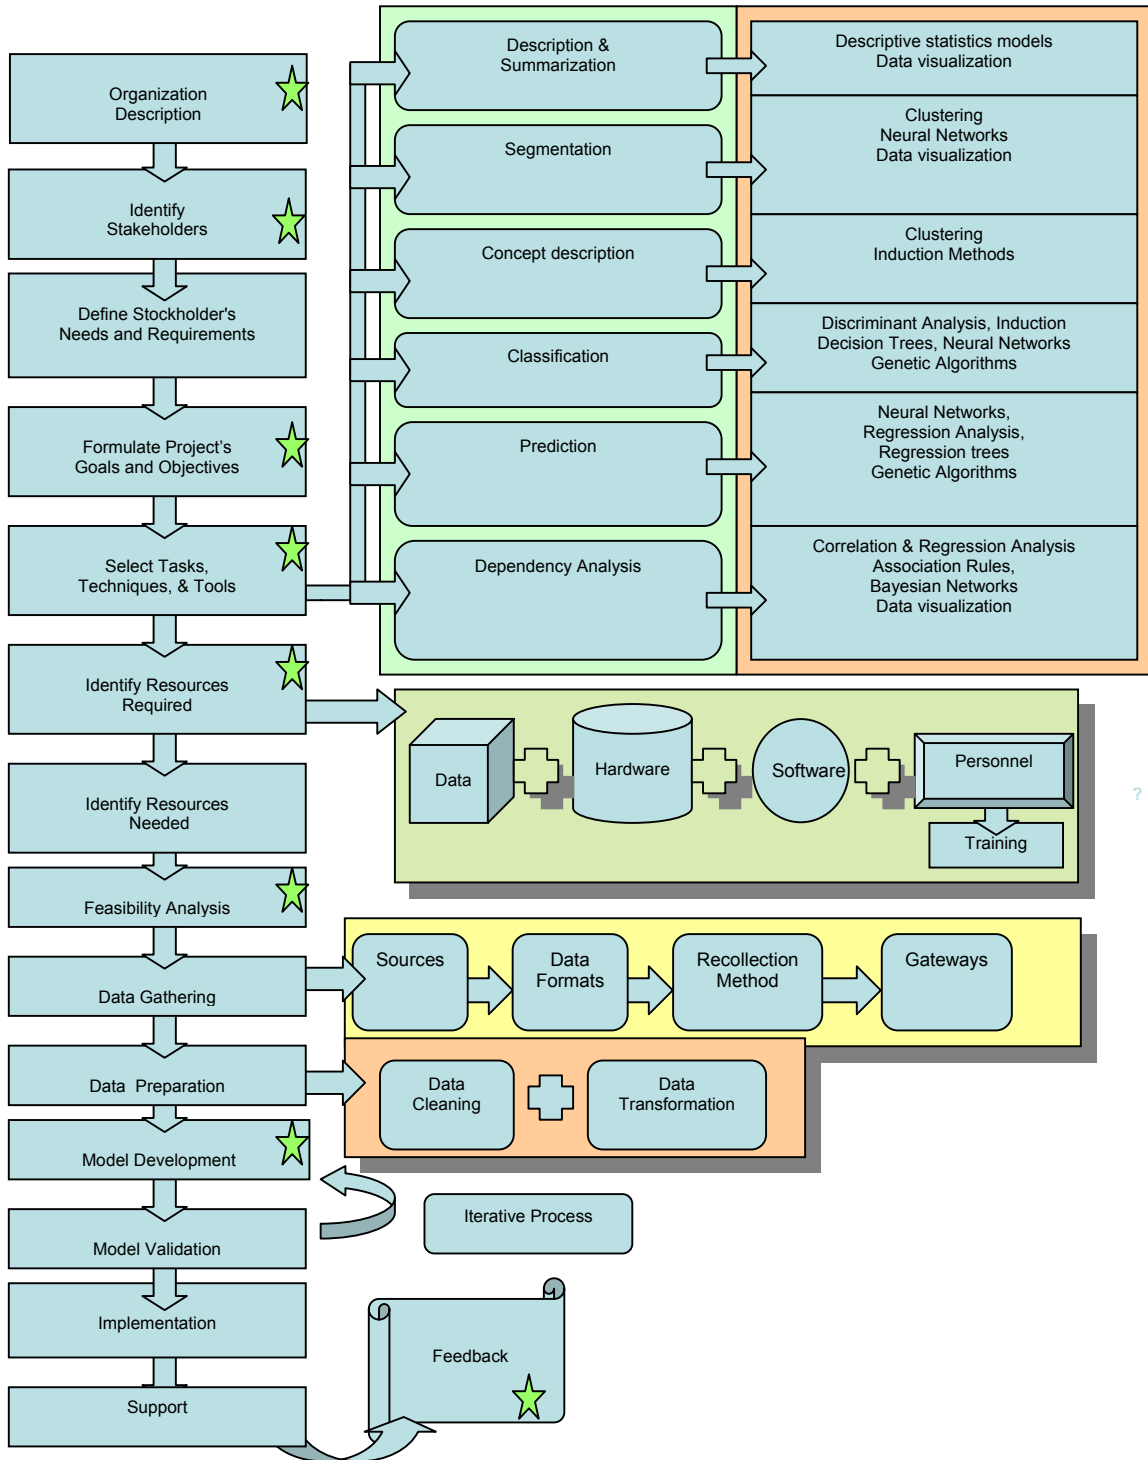 Organization
Description
Identify
Stakeholders
Define Stockholder's
Needs and Requirements
Formulate Project's
Goals and Objectives
Select Tasks,
Techniques, & Tools
Identify Resources
Required
Identify Resources
Needed
Feasibility Analysis
Data Gathering
Data Preparation
Model Development
Model Validation
Implementation
Support
Description &
Summarization
Segmentation
Concept description
Classification
Prediction
Dependency Analysis
Descriptive statistics models
Data visualization
Clustering
Neural Networks
Data visualization
Clustering
Induction Methods
Discriminant Analysis, Induction
Decision Trees, Neural Networks
Genetic Algorithms
Neural Networks,
Regression Analysis,
Regression trees
Genetic Algorithms
Correlation & Regression Analysis
Association Rules,
Bayesian Networks
Data visualization
Data
Hardware
Software
Personnel
Training
?
Sources
Data
Formats
Recollection
Method
Gateways
Data
Cleaning
Data
Transformation
Iterative Process
Feedback